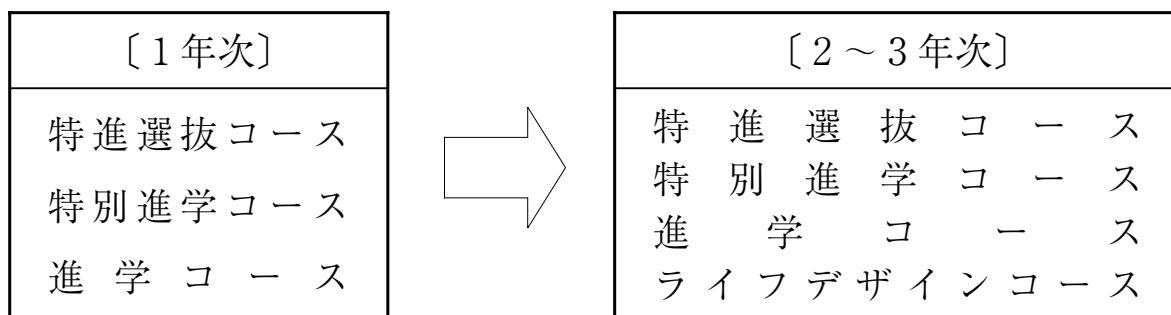 〔１年次〕
特進選抜コース
特別進学コース
進学コース
〔２～３年次〕
特進選抜コース
特別進学コース
進学コース
ライフデザインコース